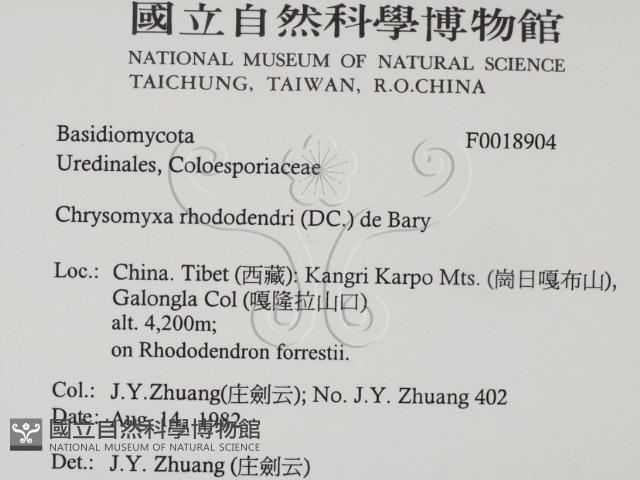 國立自然科學博物館
NATIONAL MUSEUM OF NATURAL SCIENCE
TAICHUNG, TAIWAN, R.O.CHINA
Basidiomycota F0018904
Uredinales, Coloesporiaceae
Chrysomyxa rhododendri (DC.) de Bary
Loc.: China. Tibet (西藏): Kangri Karpo Mts. (崗日嘎布山),
Galongla Col (嘎隆拉山口)
alt. 4,200m;
on Rhododendron forrestii.
Col.: J.Y.Zhuang(庄劍云); No. J.Y. Zhuang 402
Date: Aug. 14, 1982
國立自然科學博物館
NATIONAL MUSEUM OF NATURAL SCIENCE
Det.: J.Y. Zhuang (庄劍云)